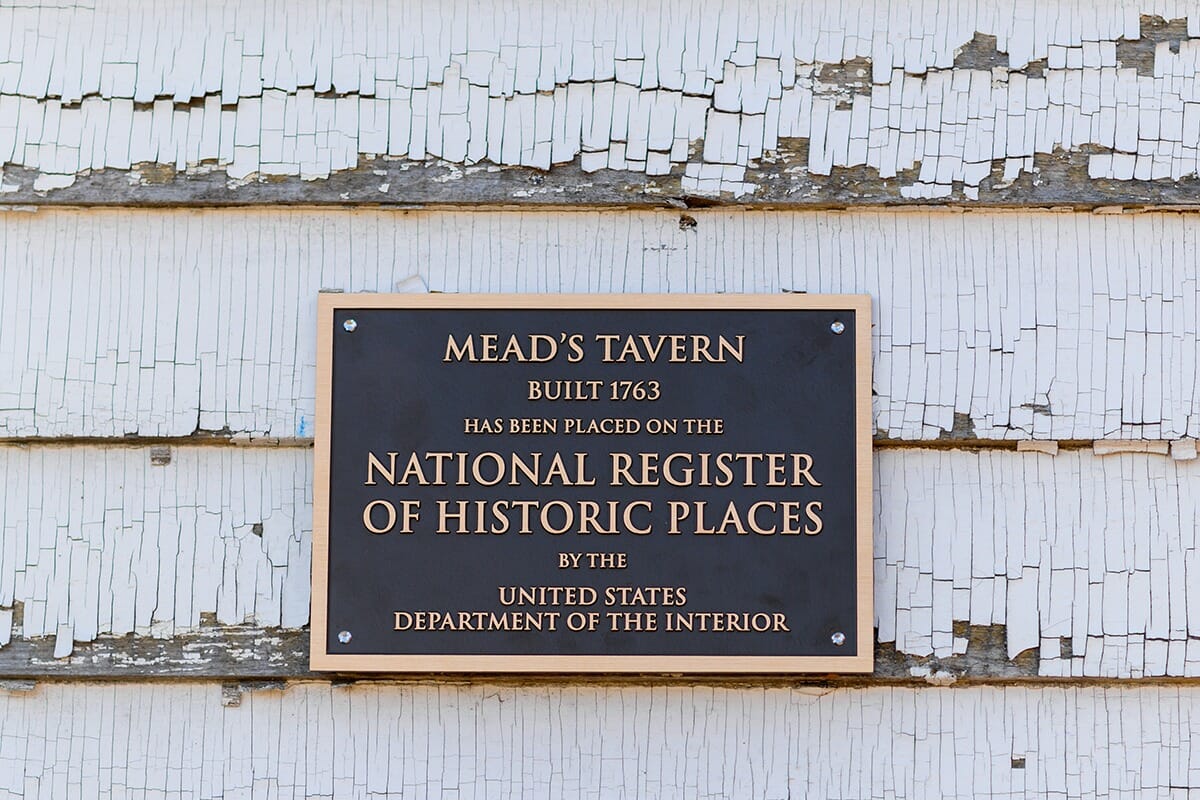 MEAD'S TAVERN
BUILT 1763
HAS BEEN PLACED ON THE
NATIONAL REGISTER
OF HISTORIC PLACES
BY THE
UNITED STATES
DEPARTMENT OF THE INTERIOR